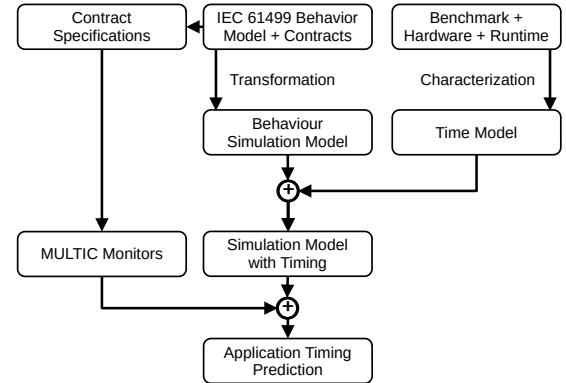 Contract
Specifications
IEC 61499 Behavior
Model + Contracts
Benchmark +
Hardware + Runtime
Transformation
Characterization
Behaviour
Simulation Model
Time Model
+
MULTIC Monitors
Simulation Model
with Timing
+
Application Timing
Prediction